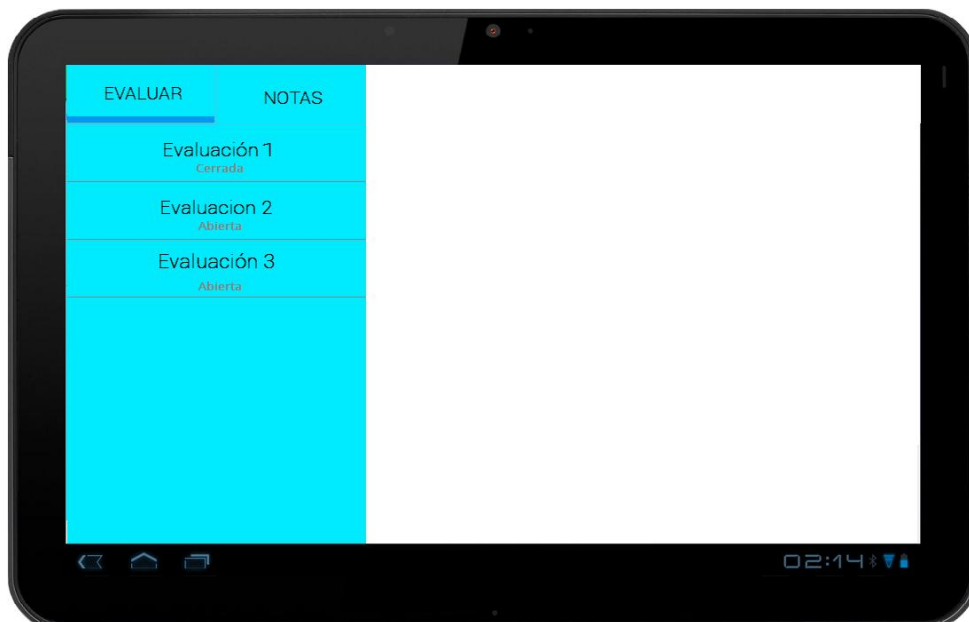 EVALUAR NOTAS
Evaluación 1
Cerrada
Evaluacion 2
Abierta
Evaluación 3
Abierta
02:14